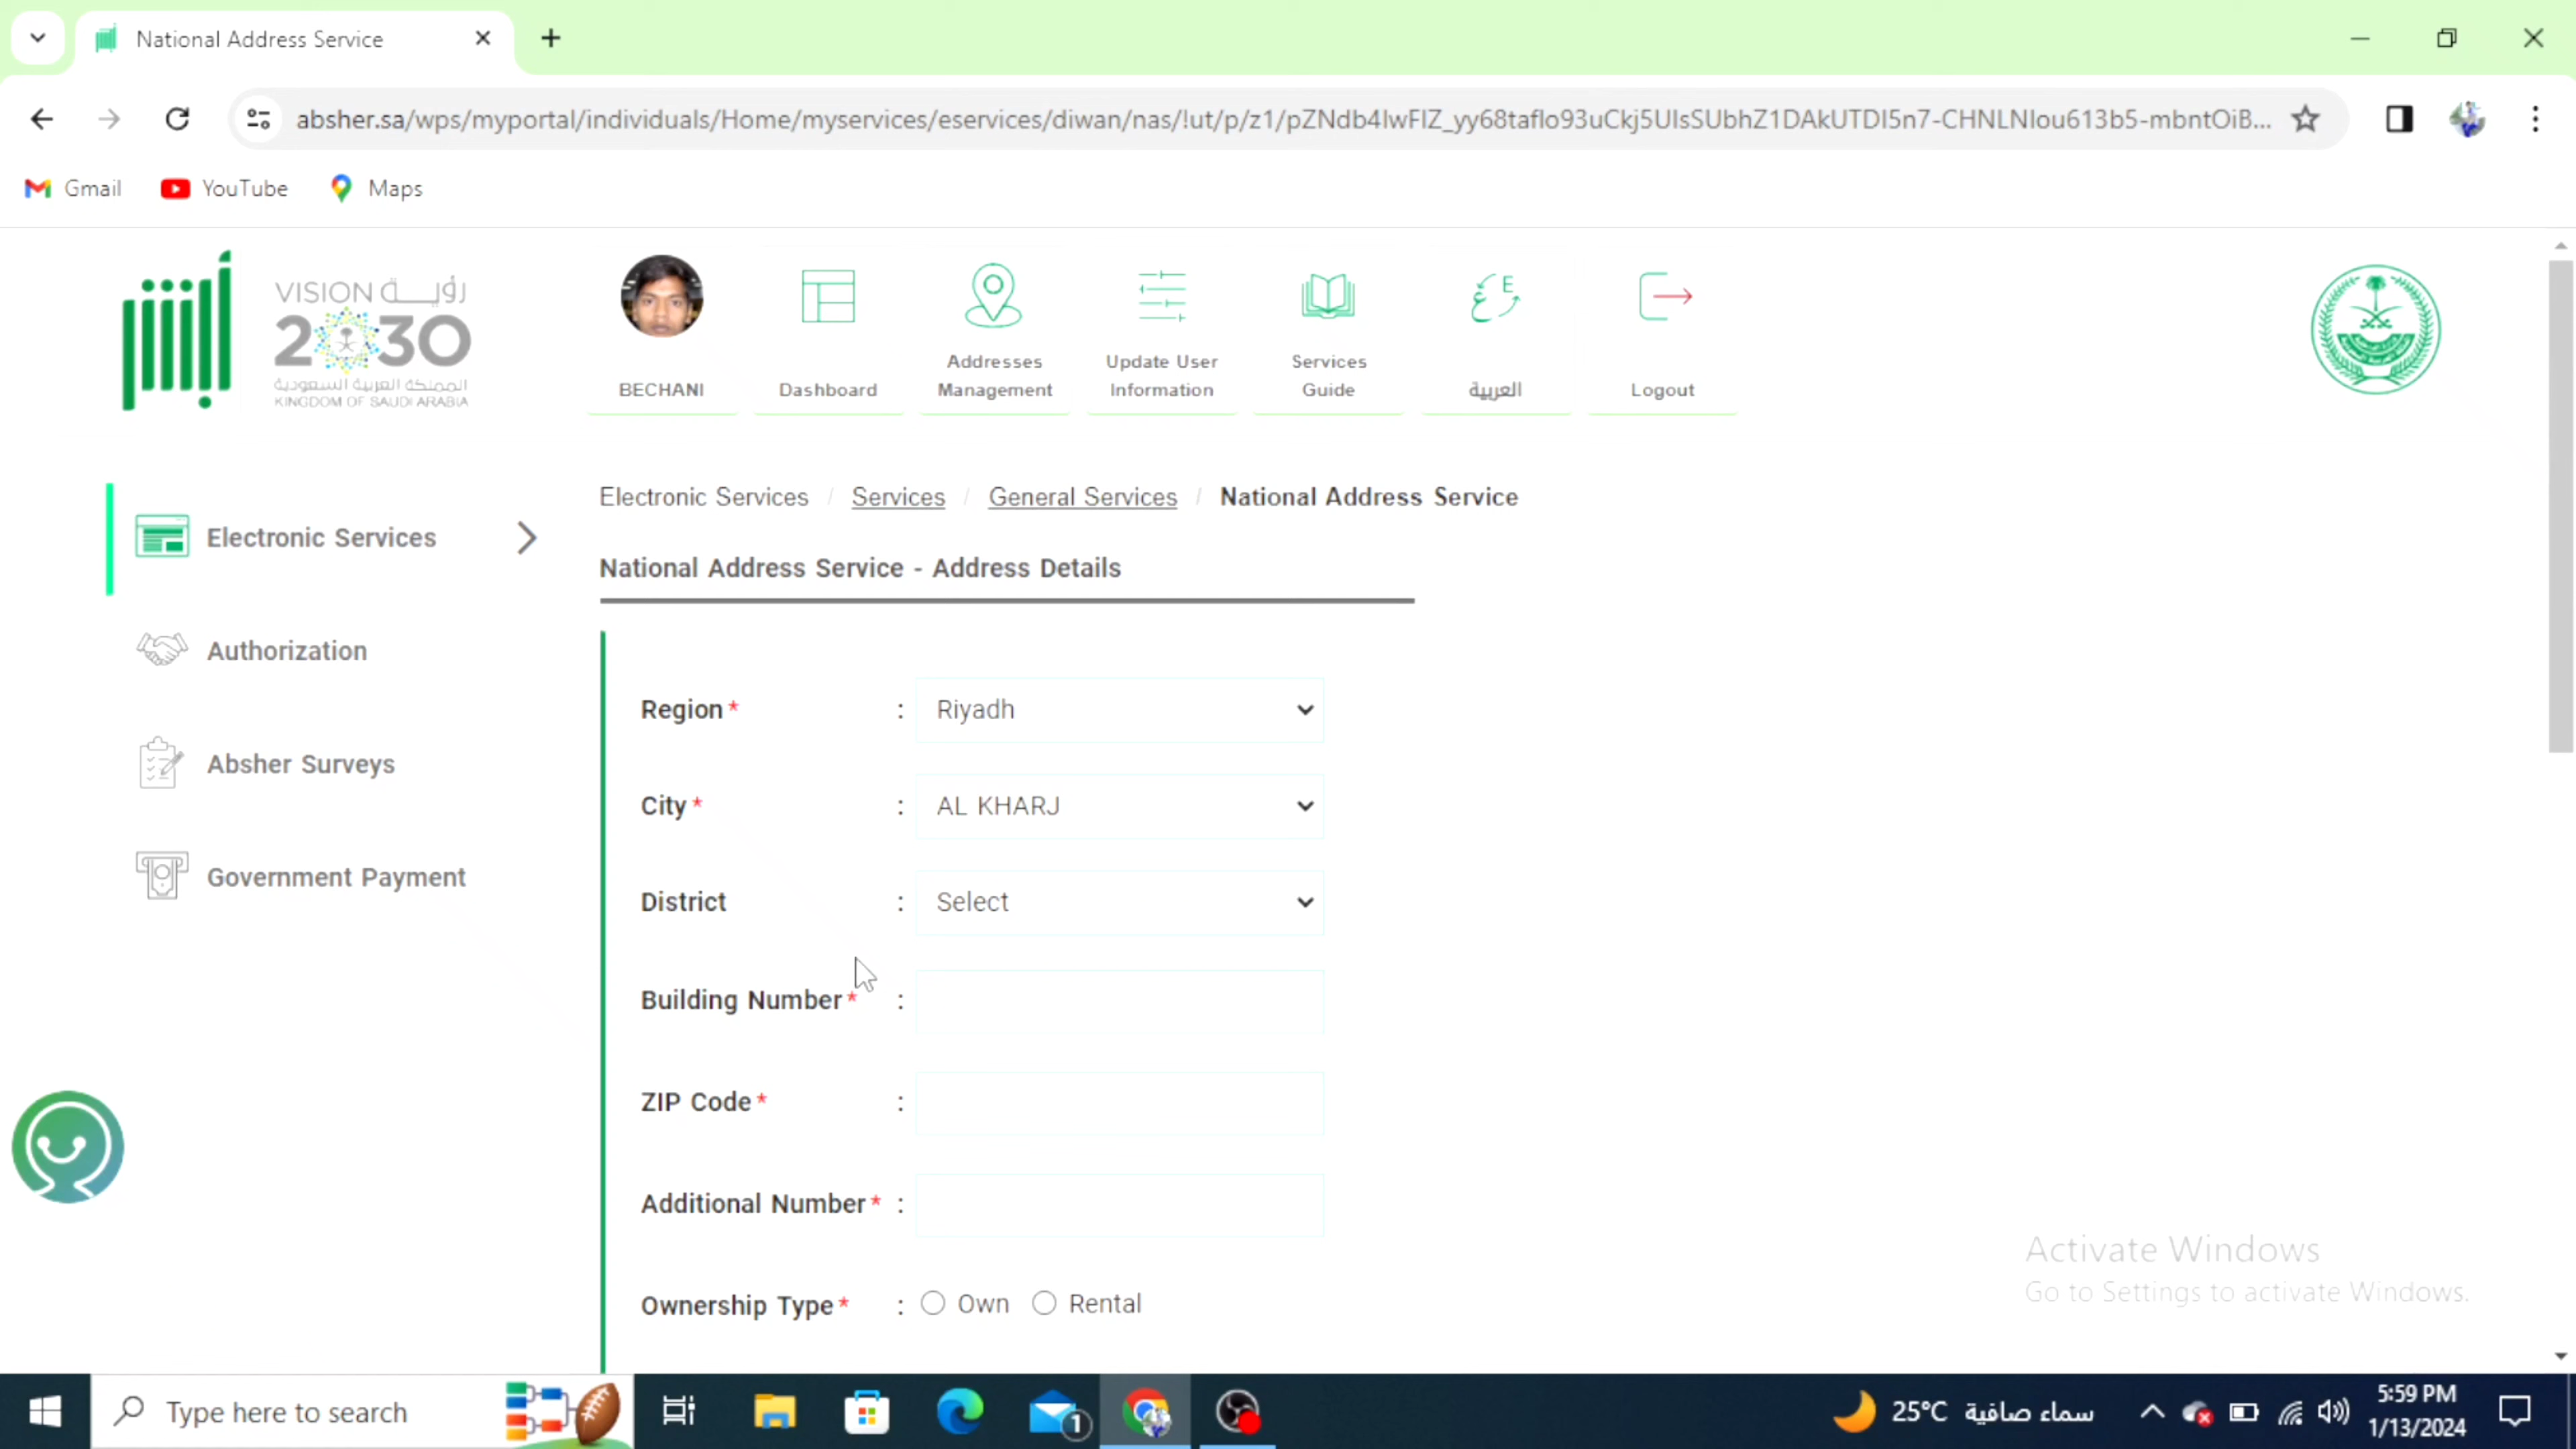 National Address Service
absher.sa/wps/myportal/individuals/Home/myservices/eservices/diwan/nas/!ut/p/z1/pZNdb4IwFIZ_yy68taflo93uCkj5UIsSUbhZ1DAkUTDI5n7-CHNLNIou613b5-mbntOiB...
Gmail YouTube Maps
أبشر
VISION رؤية
2030
المملكة العربية السعودية
KINGDOM OF SAUDI ARABIA
BECHANI
Dashboard
Addresses Management
Update User Information
Services Guide
E ع
العربية
Logout
Electronic Services / Services / General Services / National Address Service
National Address Service - Address Details
Electronic Services
Authorization
Absher Surveys
Government Payment
Region * : Riyadh
City * : AL KHARJ
District : Select
Building Number * :
ZIP Code * :
Additional Number * :
Ownership Type * : Own Rental
Activate Windows
Go to Settings to activate Windows.
Type here to search
1
25°C سماء صافية
5:59 PM
1/13/2024